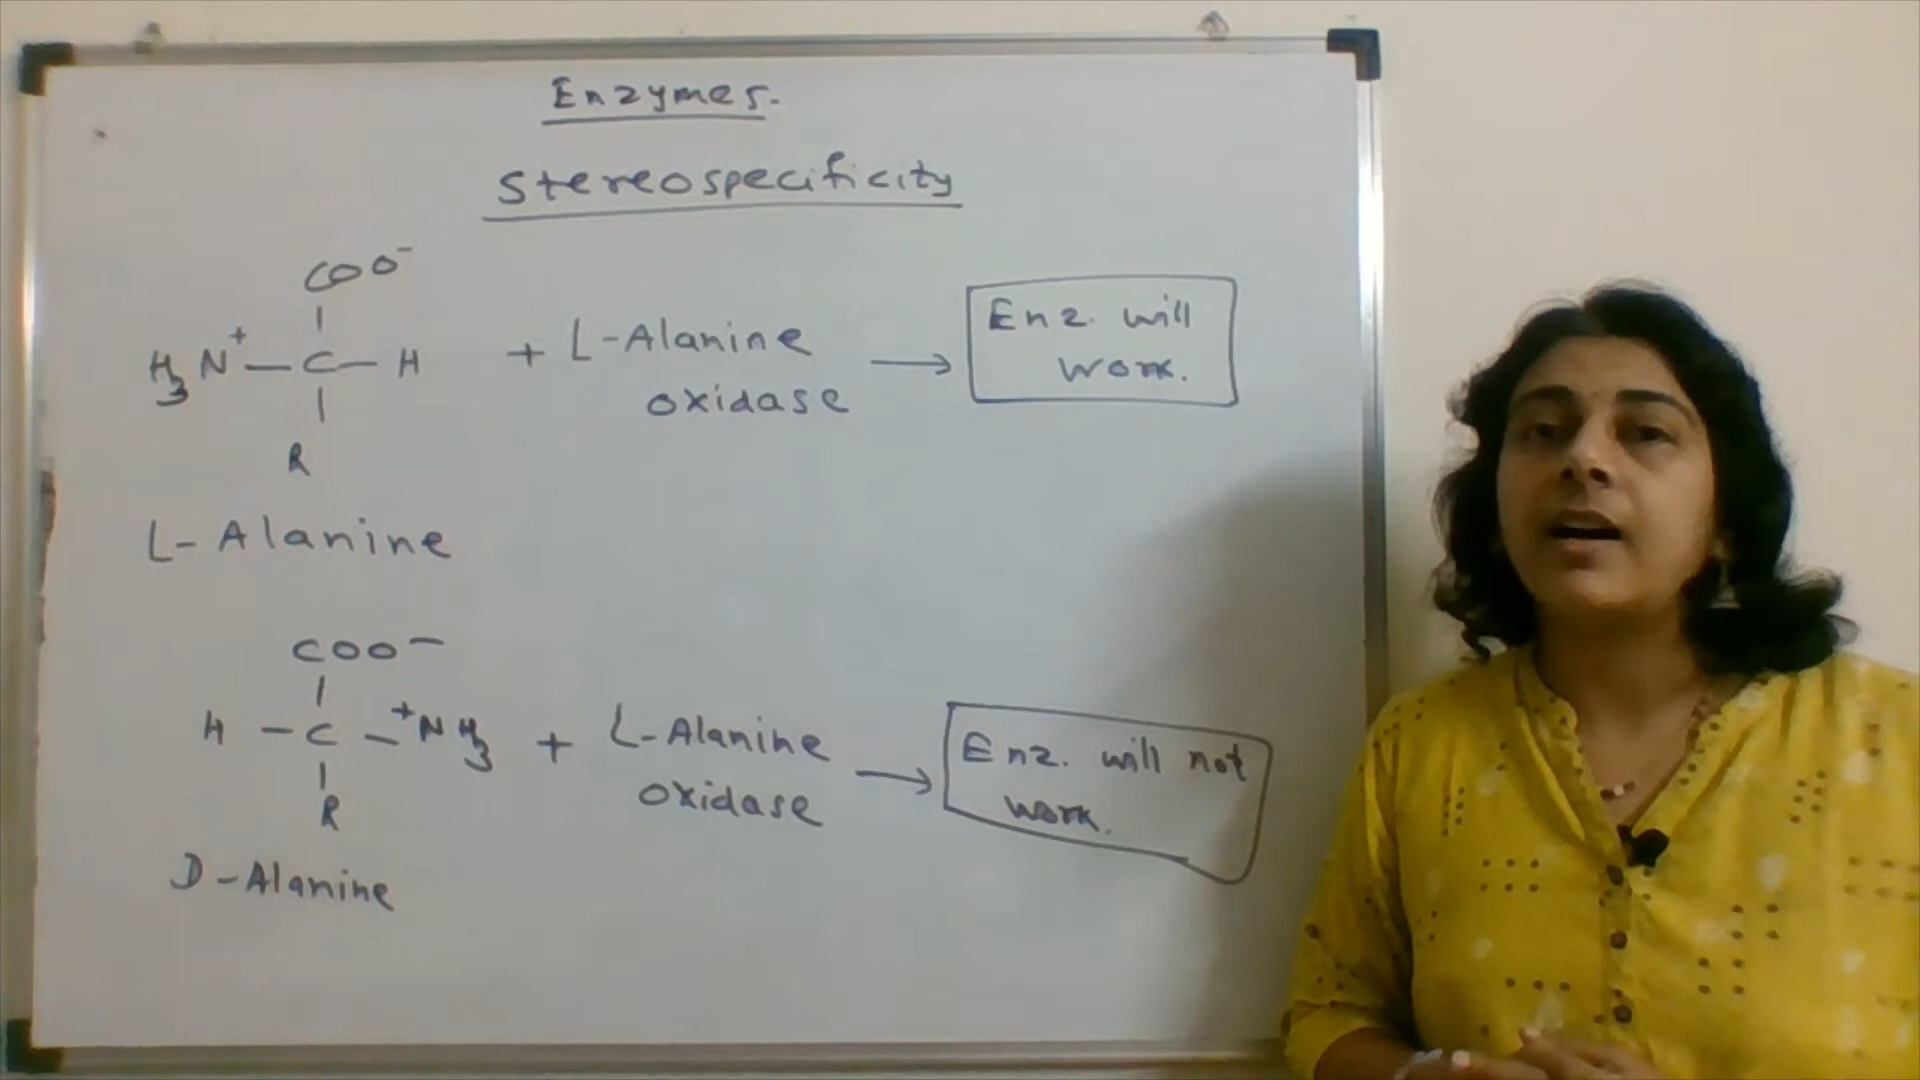 Enzymes.
Stereospecificity
COO⁻
H₃N⁺ — C — H
R
+ L-Alanine
oxidase
→
Enz. will
work.
L-Alanine
COO⁻
H — C — ⁺NH₃
R
+ L-Alanine
oxidase
→
Enz. will not
work.
D-Alanine